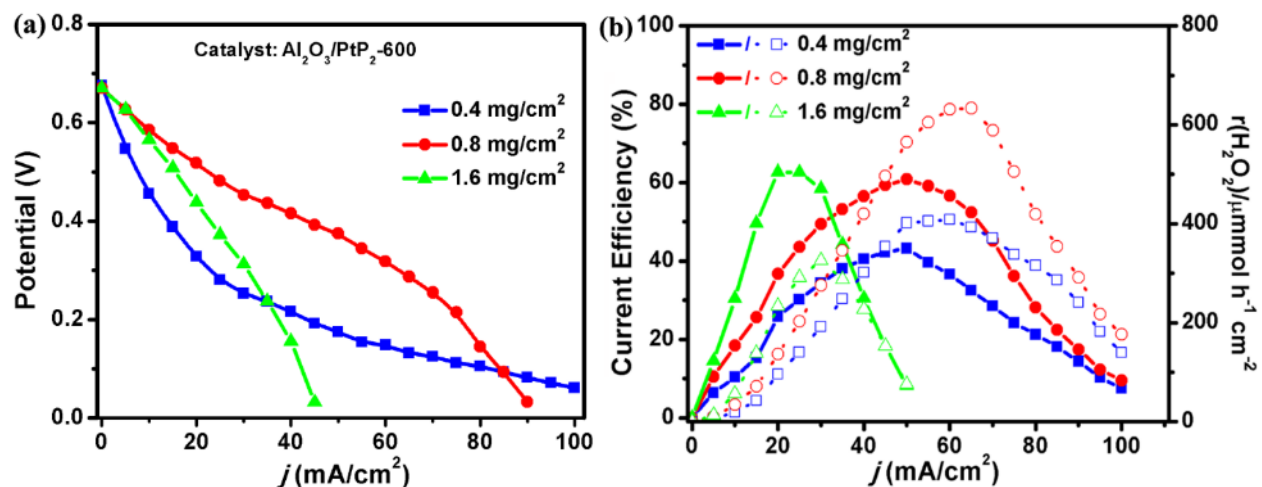 (a)
Potential (V)
0.8
0.6
0.4
0.2
0.0
Catalyst: Al₂O₃/PtP₂-600
0.4 mg/cm²
0.8 mg/cm²
1.6 mg/cm²
0 20 40 60 80 100
j (mA/cm²)
(b)
Current Efficiency (%)
100
80
60
40
20
0
/ 0.4 mg/cm²
/ 0.8 mg/cm²
/ 1.6 mg/cm²
0 20 40 60 80 100
j (mA/cm²)
800
600
400
200
0
r(H₂O₂)/μmmol h⁻¹ cm⁻²